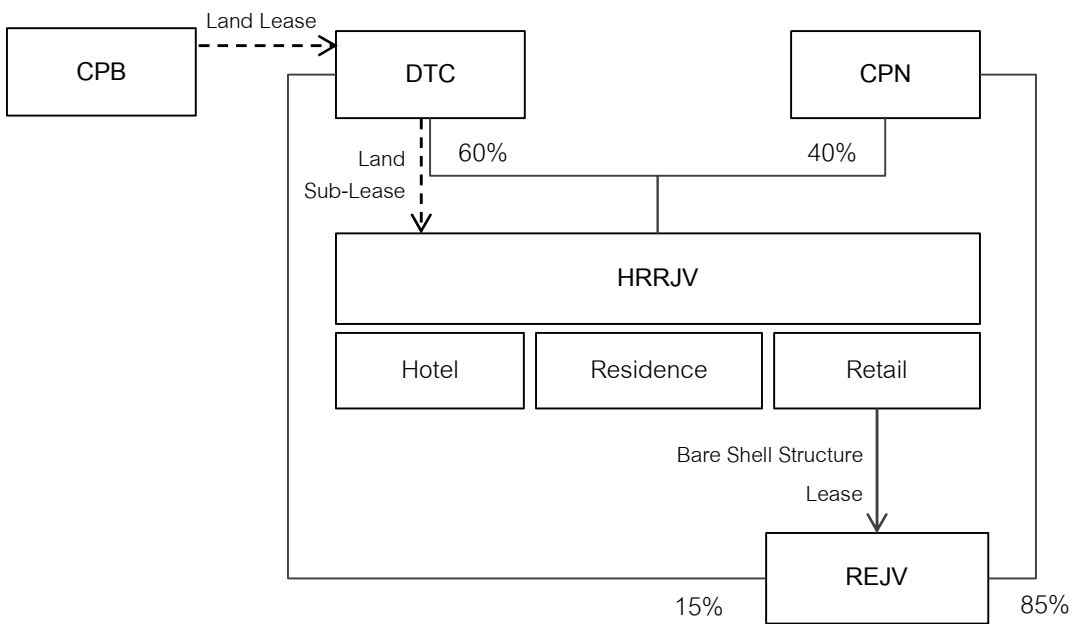 Land Lease
CPB
DTC
CPN
Land
Sub-Lease
60%
40%
HRRJV
Hotel
Residence
Retail
Bare Shell Structure
Lease
REJV
15%
85%